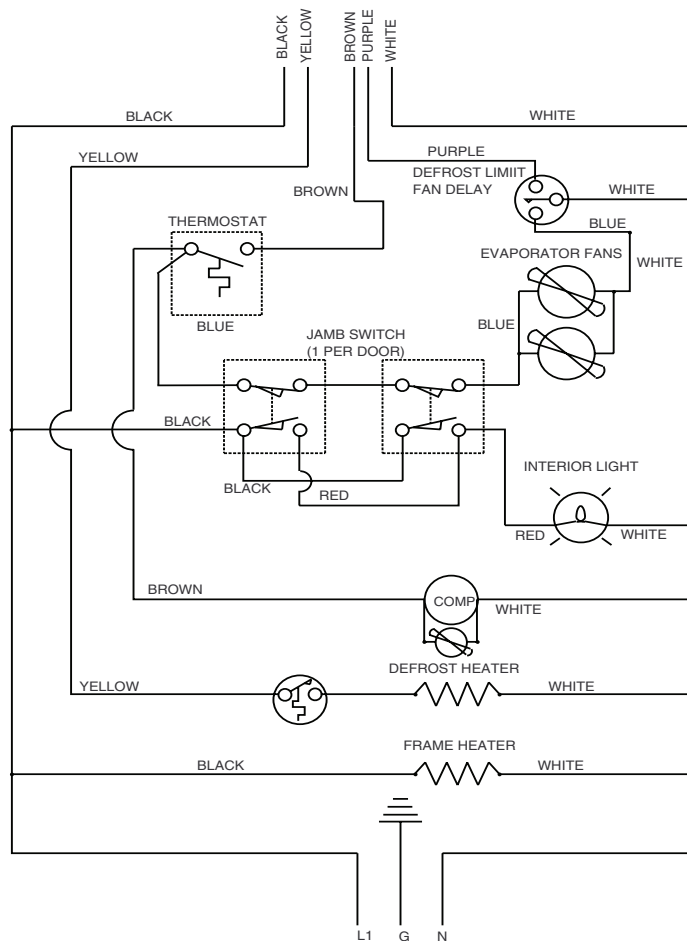 BLACK
YELLOW
BROWN
PURPLE
WHITE
BLACK
WHITE
YELLOW
PURPLE
DEFROST LIMIIT
FAN DELAY
BROWN
WHITE
THERMOSTAT
BLUE
EVAPORATOR FANS
WHITE
BLUE
BLUE
JAMB SWITCH
(1 PER DOOR)
BLACK
INTERIOR LIGHT
BLACK
RED
RED
WHITE
BROWN
COMP
WHITE
DEFROST HEATER
YELLOW
WHITE
FRAME HEATER
BLACK
WHITE
L1
G
N